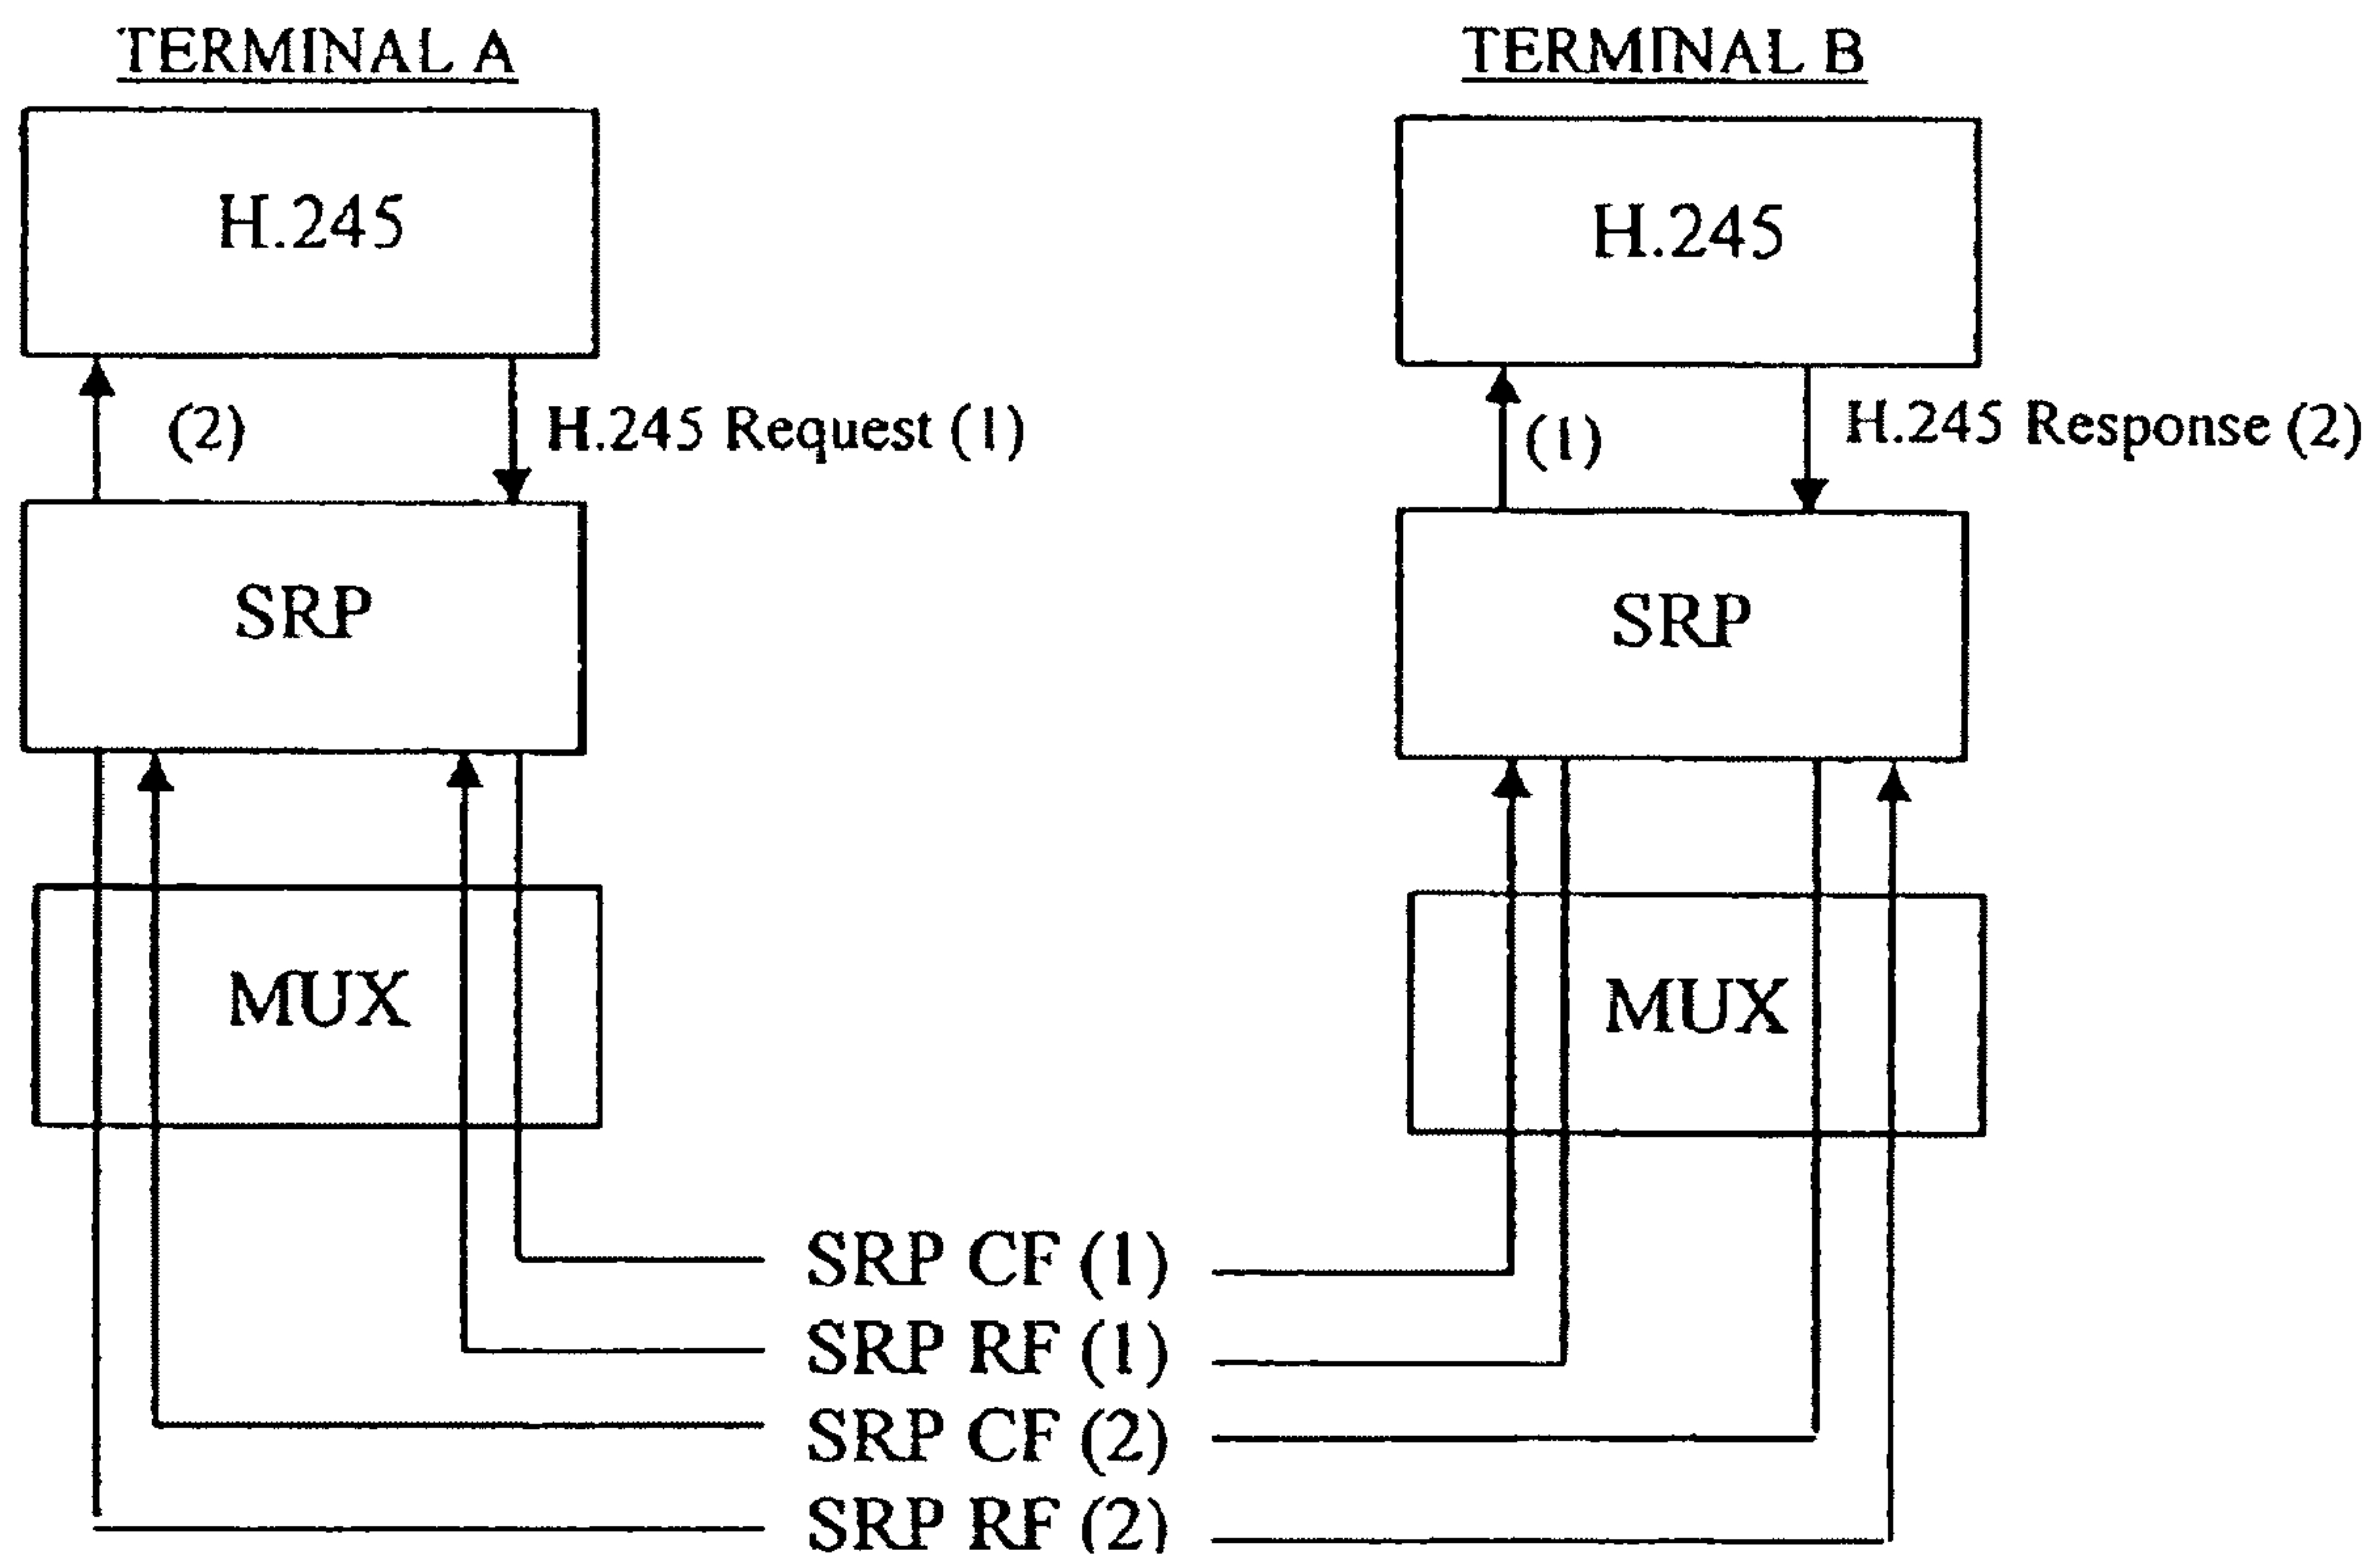 TERMINAL A
TERMINAL B
H.245
H.245
(2)
H.245 Request (1)
(1)
H.245 Response (2)
SRP
SRP
MUX
MUX
SRP CF (1)
SRP RF (1)
SRP CF (2)
SRP RF (2)